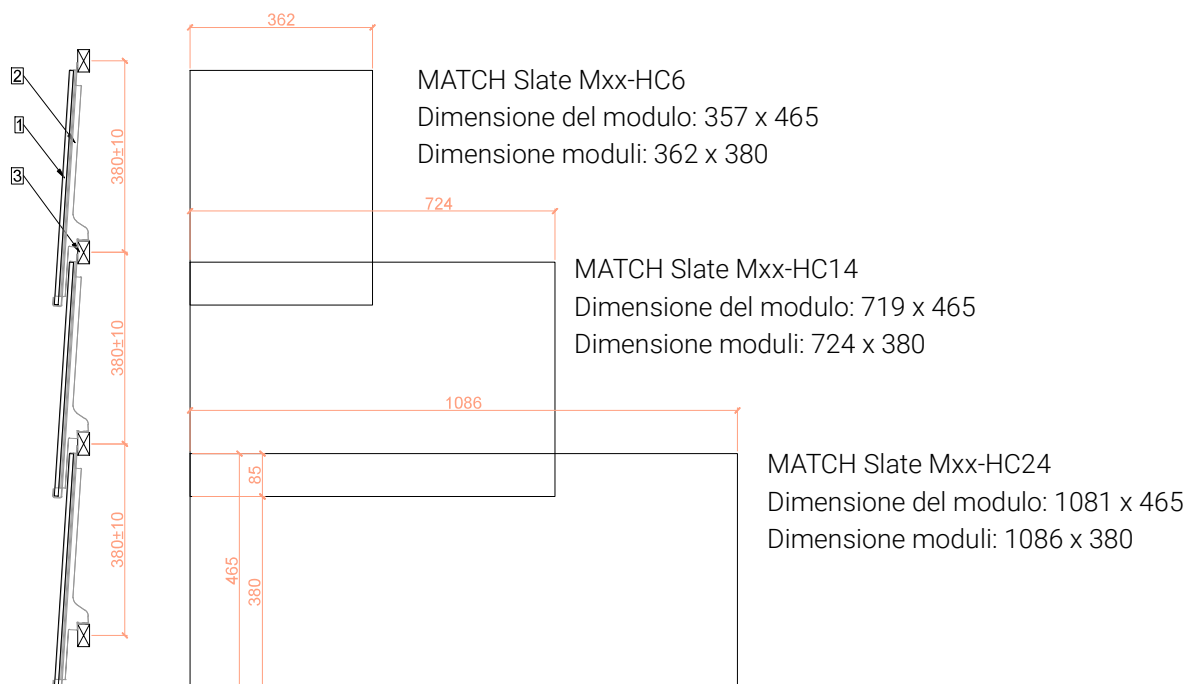 362
2
1
3
380±10
MATCH Slate Mxx-HC6
Dimensione del modulo: 357 x 465
Dimensione moduli: 362 x 380
724
MATCH Slate Mxx-HC14
Dimensione del modulo: 719 x 465
Dimensione moduli: 724 x 380
380±10
1086
MATCH Slate Mxx-HC24
Dimensione del modulo: 1081 x 465
Dimensione moduli: 1086 x 380
85
380±10
465
380